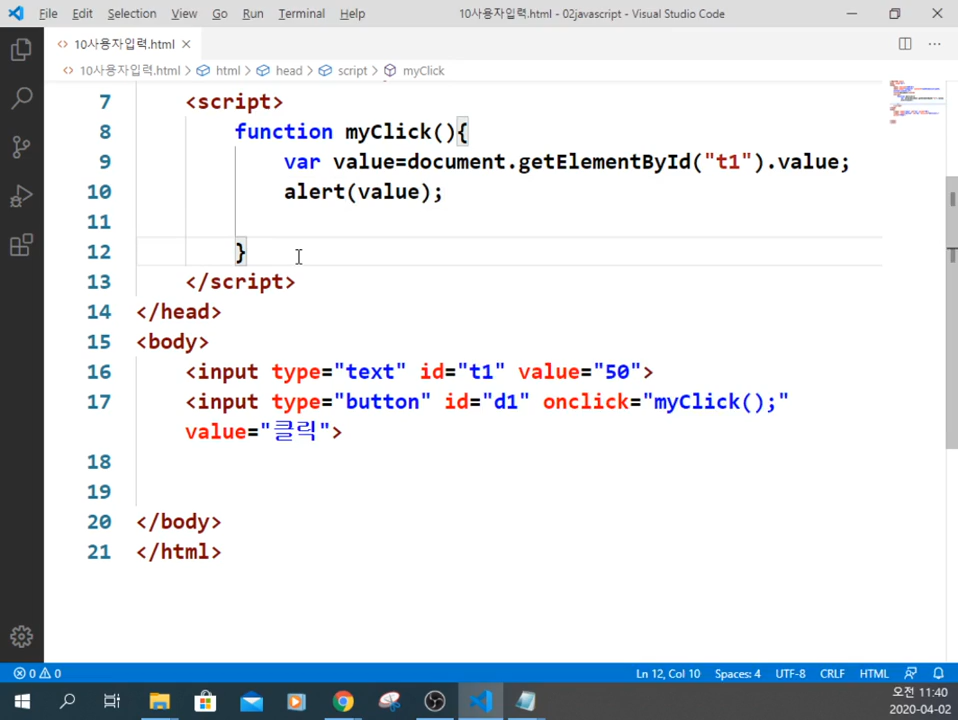 File Edit Selection View Go Run Terminal Help 10사용자입력.html - 02javascript - Visual Studio Code
10사용자입력.html
10사용자입력.html > html > head > script > myClick
7 <script>
8 function myClick(){
9 var value=document.getElementById("t1").value;
10 alert(value);
11
12 }
13 </script>
14 </head>
15 <body>
16 <input type="text" id="t1" value="50">
17 <input type="button" id="d1" onclick="myClick();"
value="클릭">
18
19
20 </body>
21 </html>
0 0 Ln 12, Col 10 Spaces: 4 UTF-8 CRLF HTML
오전 11:40
2020-04-02